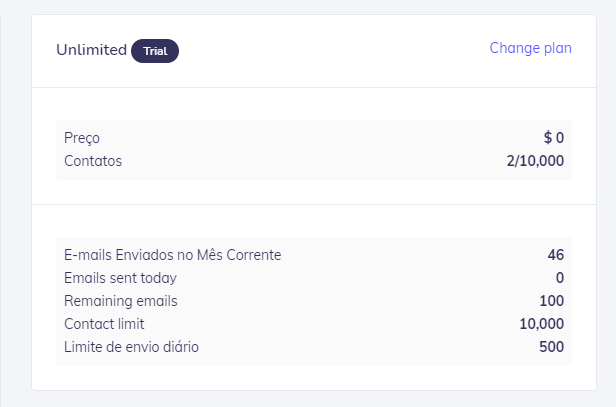 Unlimited Trial Change plan
Preço $ 0
Contatos 2/10,000
E-mails Enviados no Mês Corrente 46
Emails sent today 0
Remaining emails 100
Contact limit 10,000
Limite de envio diário 500